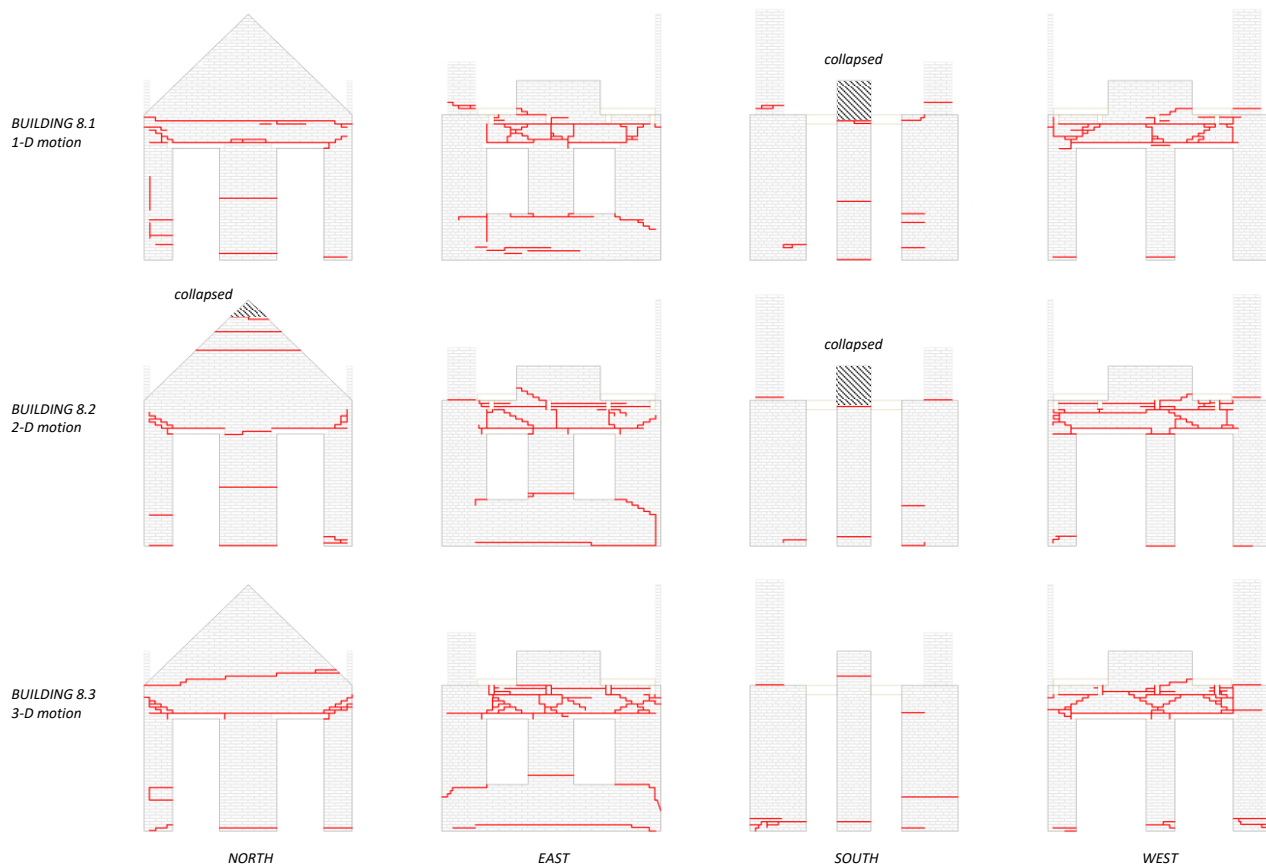 collapsed
BUILDING 8.1
1-D motion
collapsed
collapsed
BUILDING 8.2
2-D motion
BUILDING 8.3
3-D motion
NORTH
EAST
SOUTH
WEST